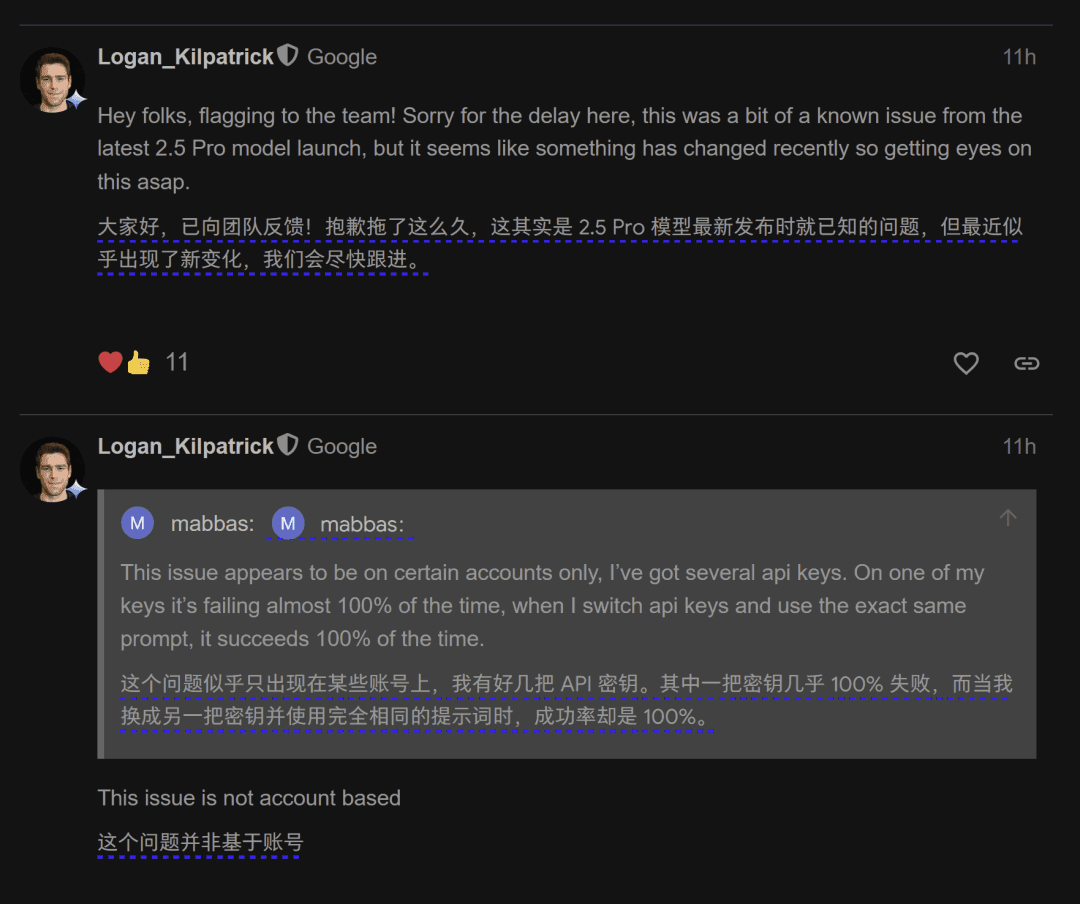 Logan_Kilpatrick Google 11h
Hey folks, flagging to the team! Sorry for the delay here, this was a bit of a known issue from the
latest 2.5 Pro model launch, but it seems like something has changed recently so getting eyes on
this asap.
大家好，已向团队反馈！抱歉拖了这么久，这其实是 2.5 Pro 模型最新发布时就已知的问题，但最近似
乎出现了新变化，我们会尽快跟进。
11
Logan_Kilpatrick Google 11h
M mabbas: M mabbas:
This issue appears to be on certain accounts only, I’ve got several api keys. On one of my
keys it’s failing almost 100% of the time, when I switch api keys and use the exact same
prompt, it succeeds 100% of the time.
这个问题似乎只出现在某些账号上，我有好几把 API 密钥。其中一把密钥几乎 100% 失败，而当我
换成另一把密钥并使用完全相同的提示词时，成功率却是 100%。
This issue is not account based
这个问题并非基于账号